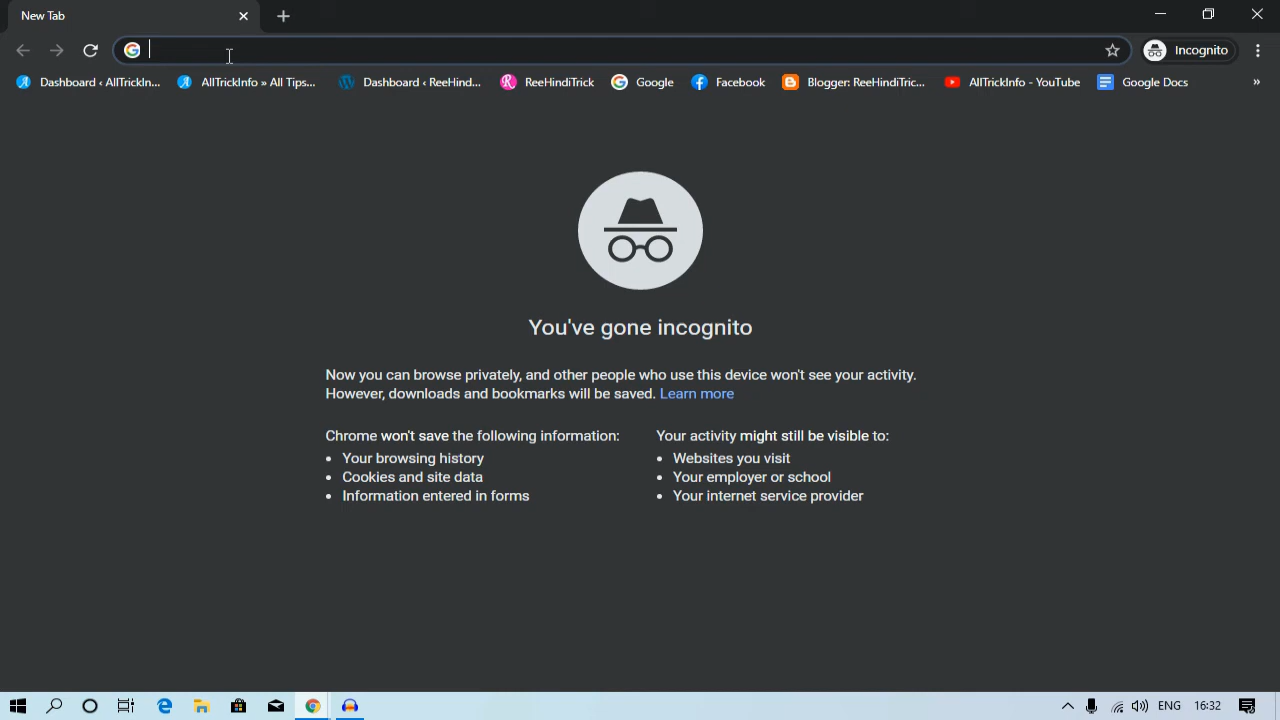 New Tab
Incognito
Dashboard ‹ AllTrickIn...
AllTrickInfo » All Tips...
Dashboard ‹ ReeHind...
ReeHindiTrick
Google
Facebook
Blogger: ReeHindiTric...
AllTrickInfo - YouTube
Google Docs
»
You've gone incognito
Now you can browse privately, and other people who use this device won't see your activity.
However, downloads and bookmarks will be saved. Learn more
Chrome won't save the following information:
• Your browsing history
• Cookies and site data
• Information entered in forms
Your activity might still be visible to:
• Websites you visit
• Your employer or school
• Your internet service provider
ENG
16:32